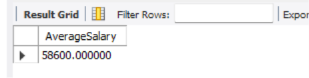 Result Grid Filter Rows: Expor
AverageSalary
58600.000000